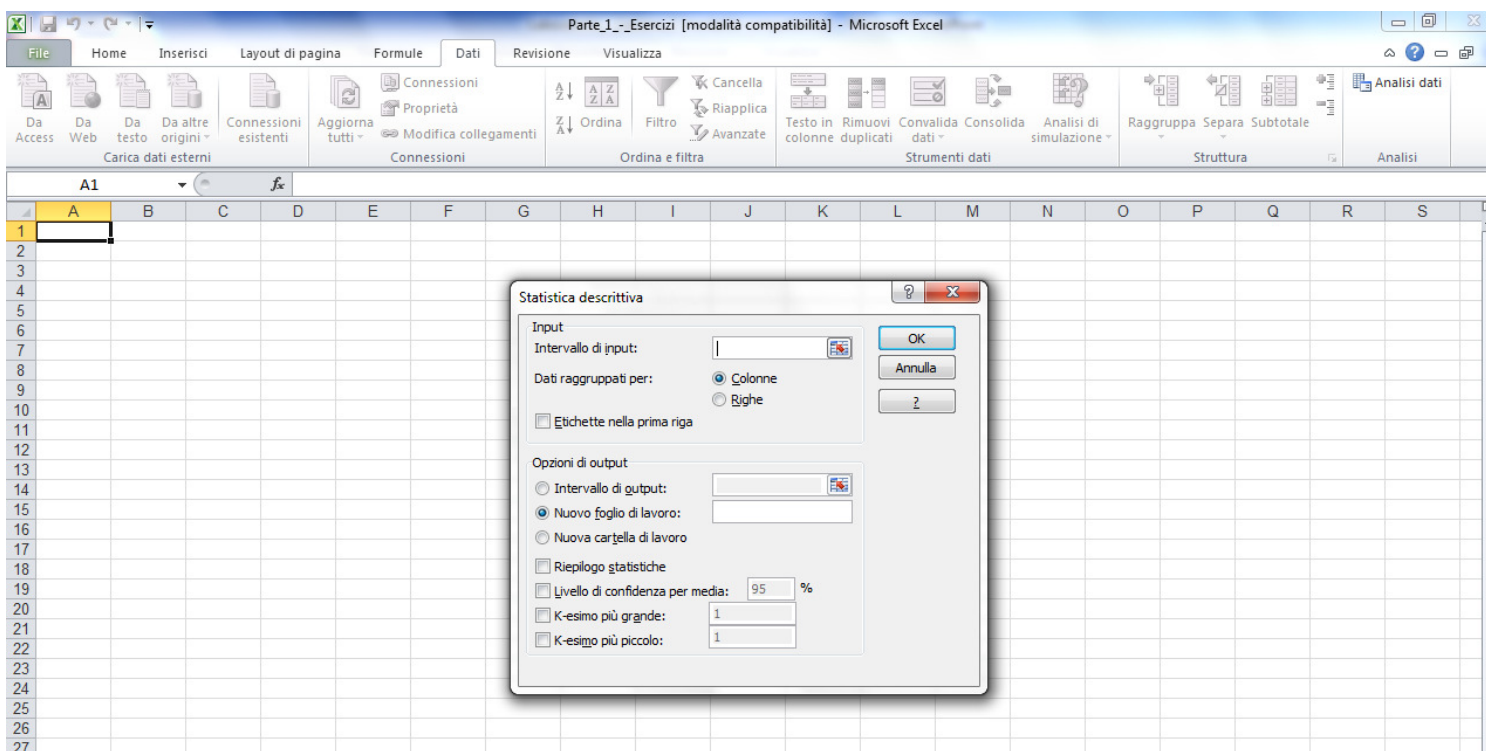 Parte_1_-_Esercizi [modalità compatibilità] - Microsoft Excel
File Home Inserisci Layout di pagina Formule Dati Revisione Visualizza
Da Access
Da Web
Da testo
Da altre origini
Connessioni esistenti
Carica dati esterni
Aggiorna tutti
Connessioni
Proprietà
Modifica collegamenti
Connessioni
Ordina
Filtro
Cancella
Riapplica
Avanzate
Ordina e filtra
Testo in colonne
Rimuovi duplicati
Convalida dati
Consolida
Analisi di simulazione
Strumenti dati
Raggruppa
Separa
Subtotale
Struttura
Analisi dati
Analisi
A1 fx
A B C D E F G H I J K L M N O P Q R S
1
2
3
4
5
6
7
8
9
10
11
12
13
14
15
16
17
18
19
20
21
22
23
24
25
26
27
Statistica descrittiva
Input
Intervallo di input:
Dati raggruppati per:
Colonne
Righe
Etichette nella prima riga
OK
Annulla
?
Opzioni di output
Intervallo di output:
Nuovo foglio di lavoro:
Nuova cartella di lavoro
Riepilogo statistiche
Livello di confidenza per media: 95 %
K-esimo più grande: 1
K-esimo più piccolo: 1